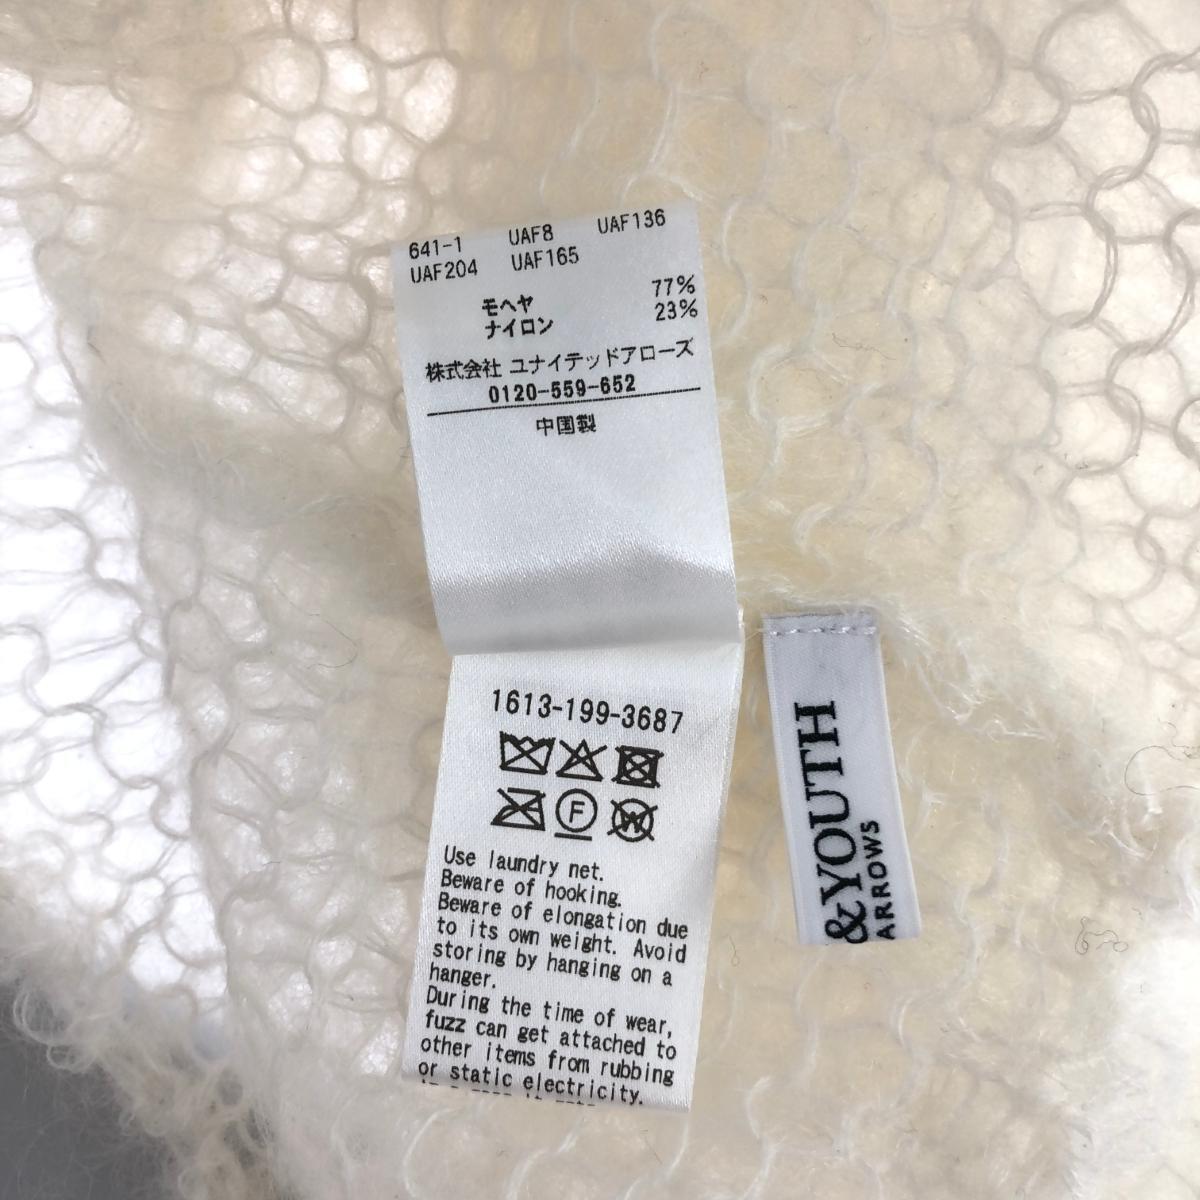 641-1 UAF8 UAF136
UAF204 UAF165
モヘヤ 77%
ナイロン 23%
株式会社 ユナイテッドアローズ
0120-559-652
中国製
1613-199-3687
F
W
Use laundry net.
Beware of hooking.
Beware of elongation due
to its own weight. Avoid
storing by hanging on a
hanger.
During the time of wear,
fuzz can get attached to
other items from rubbing
or static electricity.
&YOUTH
ARROWS